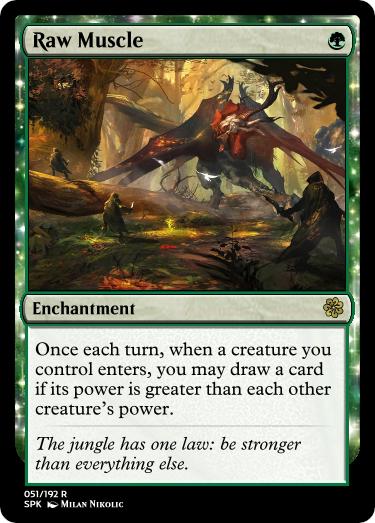 Raw Muscle
Enchantment
Once each turn, when a creature you
control enters, you may draw a card
if its power is greater than each other
creature's power.
The jungle has one law: be stronger
than everything else.
051/192 R
SPK Milan Nikolic